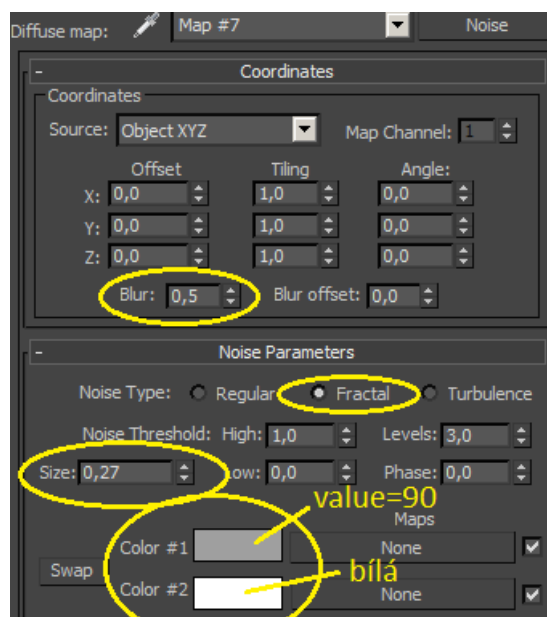 Diffuse map: Map #7 Noise
- Coordinates
Coordinates
Source: Object XYZ Map Channel: 1
Offset Tiling Angle:
X: 0,0 1,0 0,0
Y: 0,0 1,0 0,0
Z: 0,0 1,0 0,0
Blur: 0,5 Blur offset: 0,0
- Noise Parameters
Noise Type: Regular Fractal Turbulence
Noise Threshold: High: 1,0 Levels: 3,0
Size: 0,27 Low: 0,0 Phase: 0,0
value=90
Maps
Color #1 None
Swap
bílá
Color #2 None